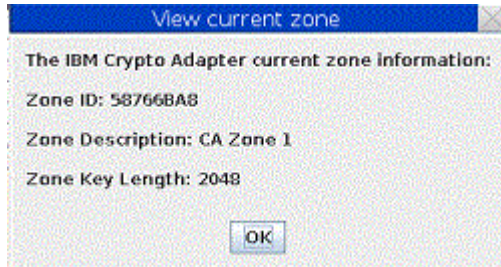 View current zone
The IBM Crypto Adapter current zone information:
Zone ID: 58766BA8
Zone Description: CA Zone 1
Zone Key Length: 2048
OK